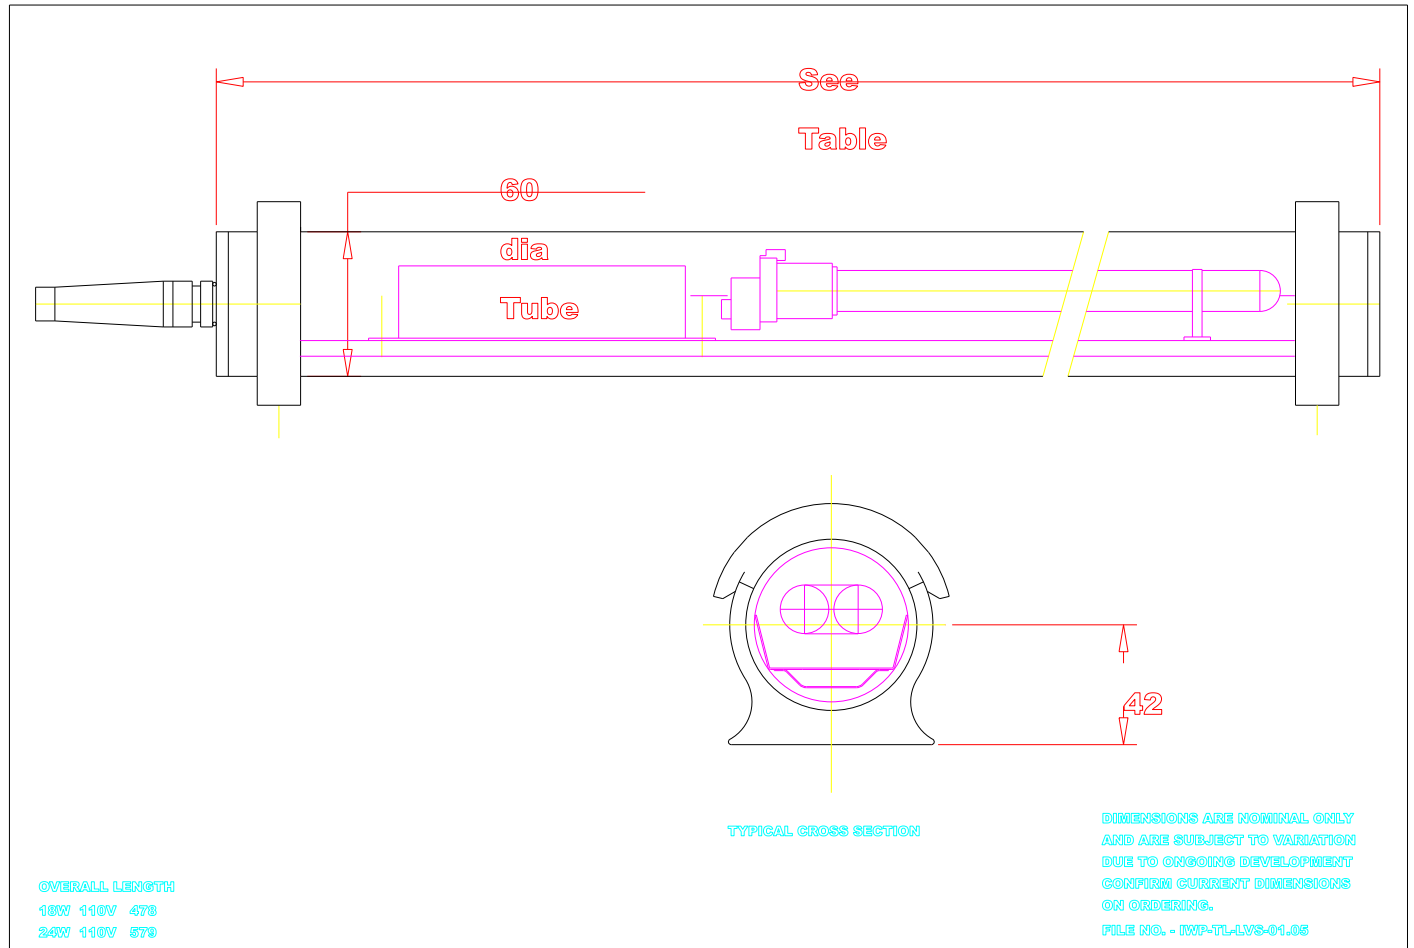 See
Table
60
dia
Tube
42
TYPICAL CROSS SECTION
DIMENSIONS ARE NOMINAL ONLY
AND ARE SUBJECT TO VARIATION
DUE TO ONGOING DEVELOPMENT
CONFIRM CURRENT DIMENSIONS
ON ORDERING.
FILE NO. - IWP-TL-LVS-01.05
OVERALL LENGTH
18W 110V 478
24W 110V 579